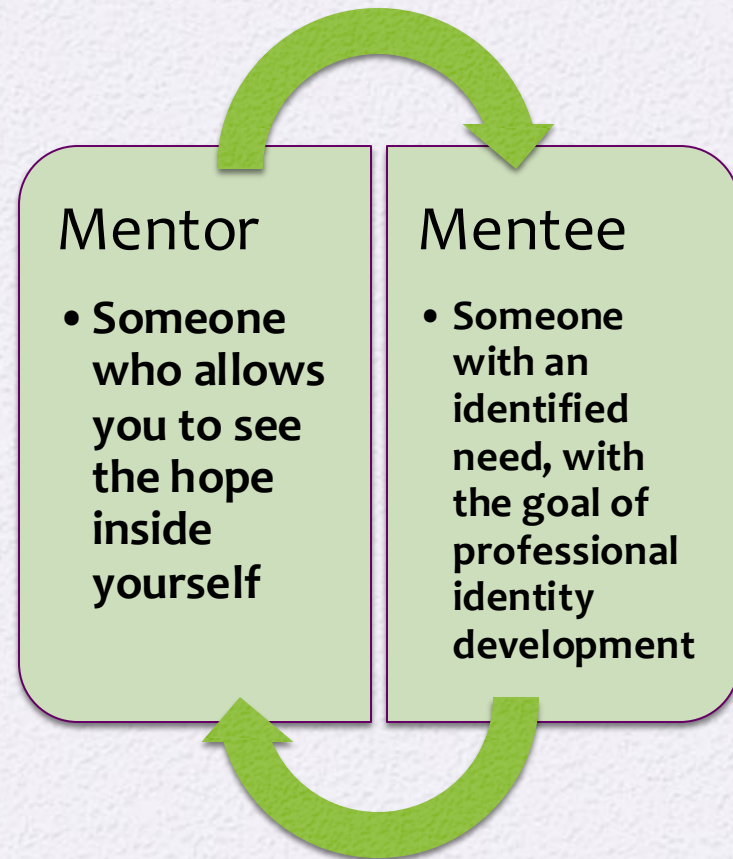 Mentor
• Someone
who allows
you to see
the hope
inside
yourself
Mentee
• Someone
with an
identified
need, with
the goal of
professional
identity
development